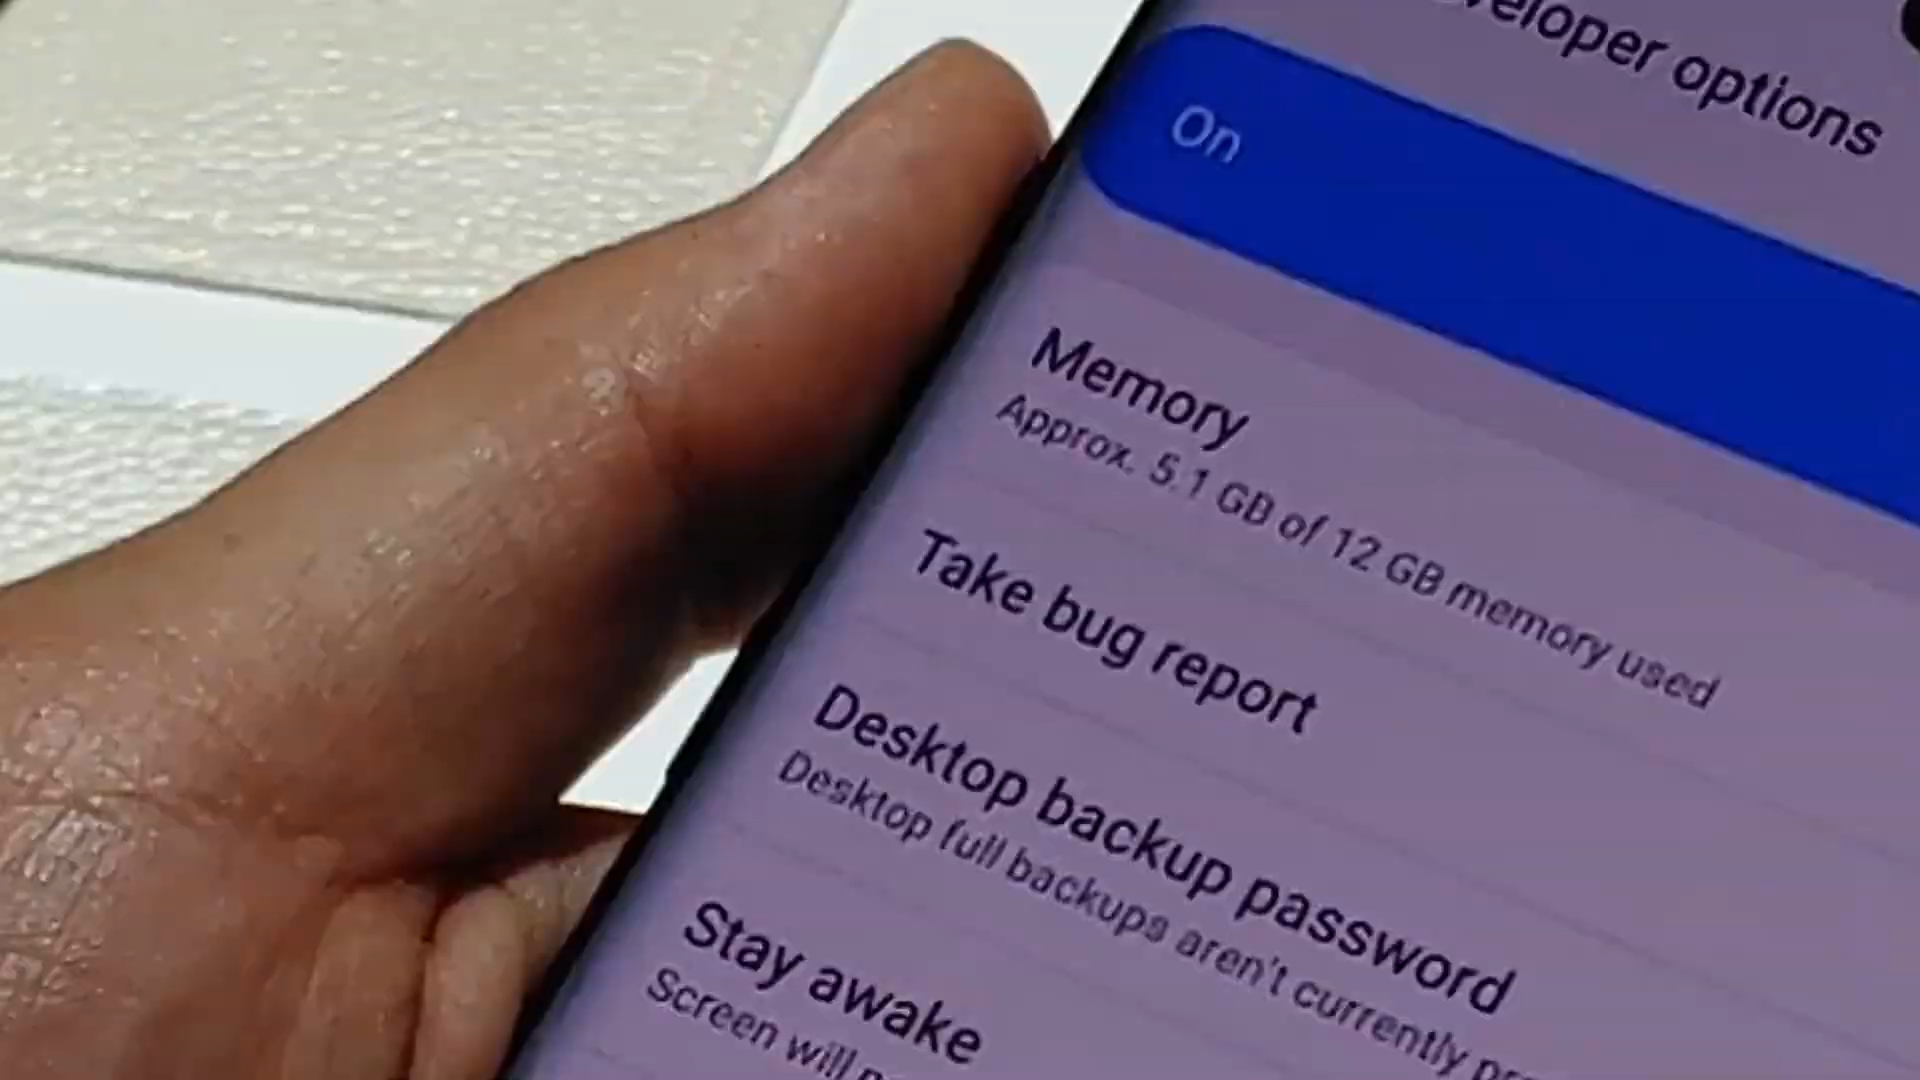 options
On
Memory
Approx. 5.1 GB of 12 GB memory used
Take bug report
Desktop backup password
Desktop full backups aren't currently
Stay awake
Screen will